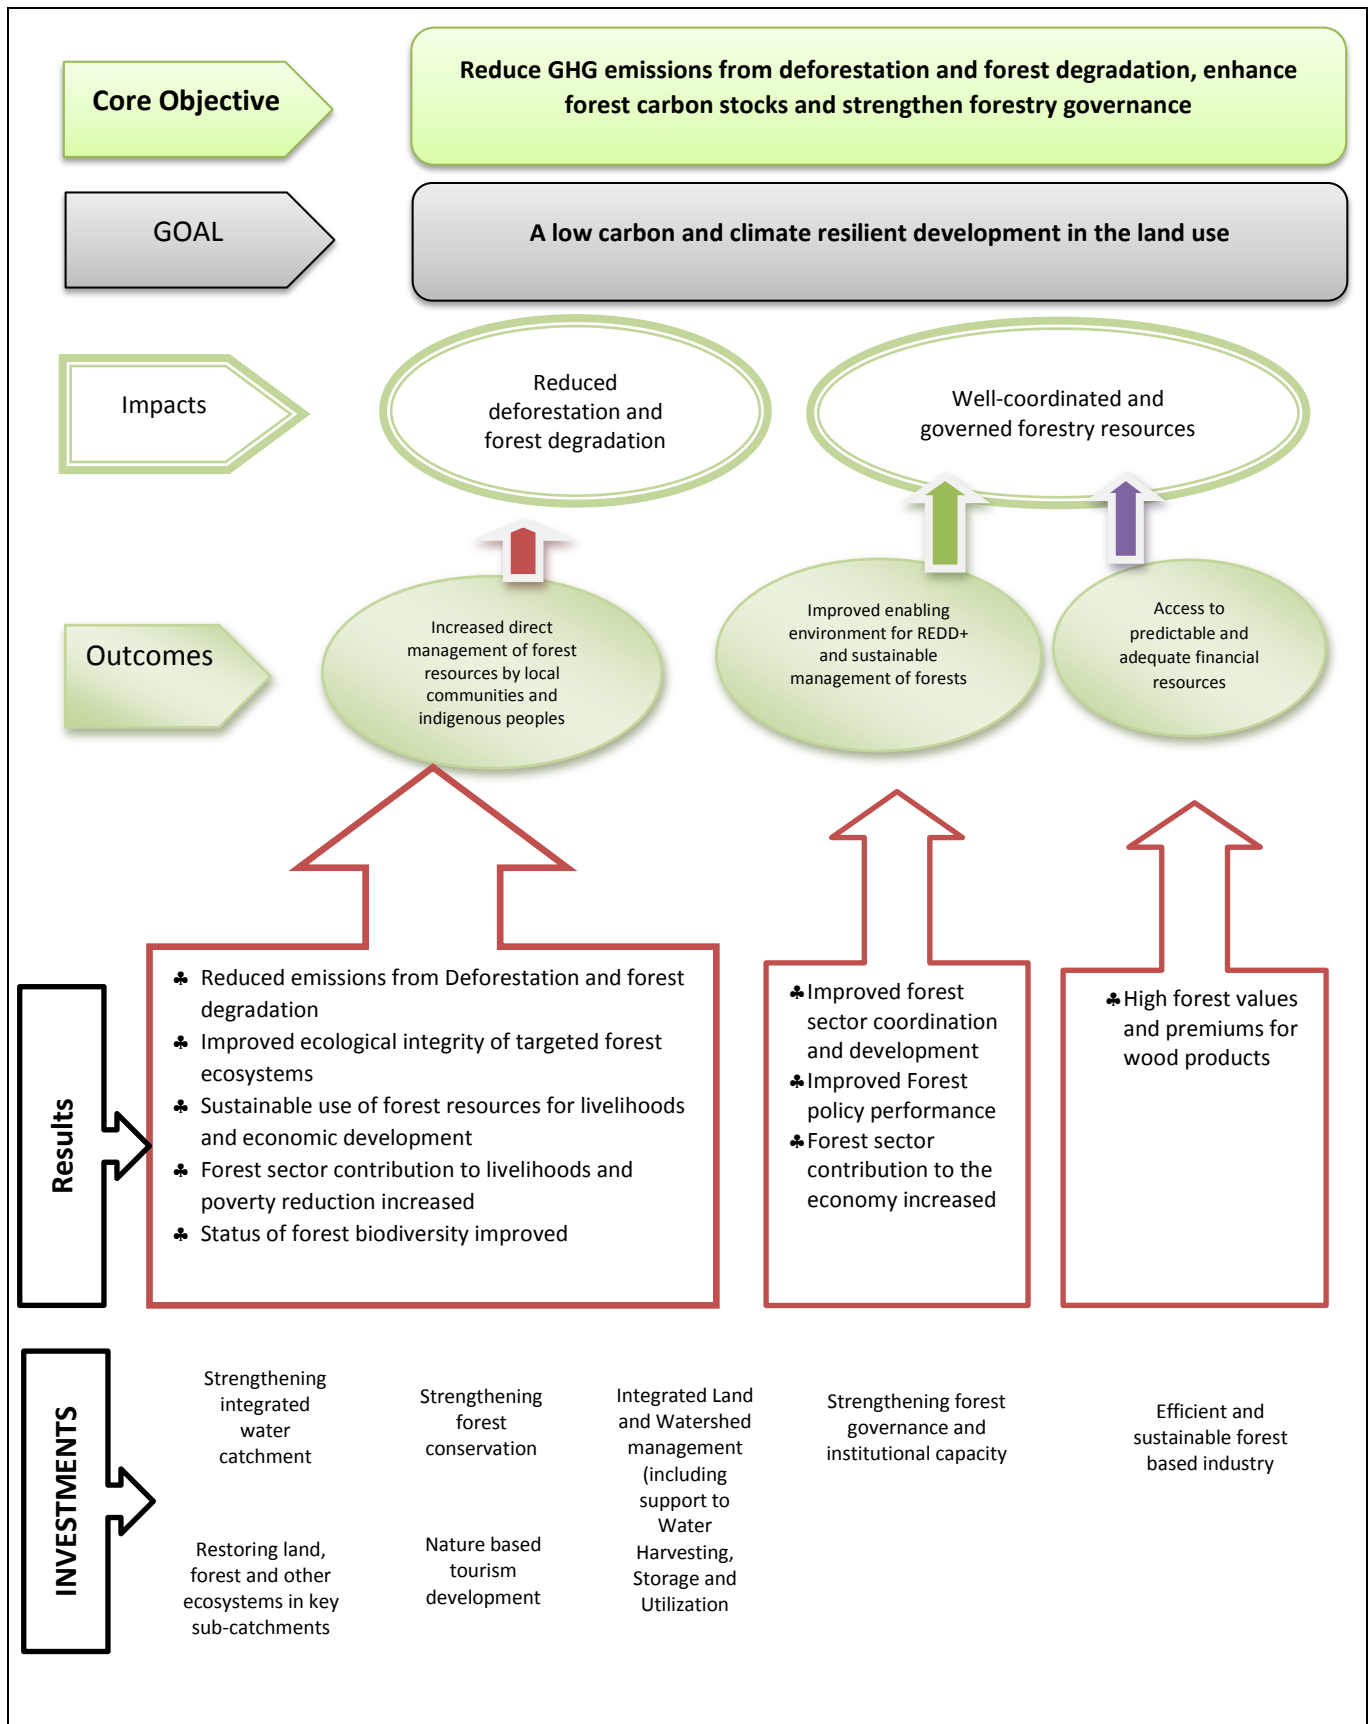 Core Objective
Reduce GHG emissions from deforestation and forest degradation, enhance
forest carbon stocks and strengthen forestry governance
GOAL
A low carbon and climate resilient development in the land use
Impacts
Reduced
deforestation and
forest degradation
Well-coordinated and
governed forestry resources
Outcomes
Increased direct
management of forest
resources by local
communities and
indigenous peoples
Improved enabling
environment for REDD+
and sustainable
management of forests
Access to
predictable and
adequate financial
resources
Results
♣ Reduced emissions from Deforestation and forest
degradation
♣ Improved ecological integrity of targeted forest
ecosystems
♣ Sustainable use of forest resources for livelihoods
and economic development
♣ Forest sector contribution to livelihoods and
poverty reduction increased
♣ Status of forest biodiversity improved
♣ Improved forest
sector coordination
and development
♣ Improved Forest
policy performance
♣ Forest sector
contribution to the
economy increased
♣ High forest values
and premiums for
wood products
INVESTMENTS
Strengthening
integrated
water
catchment
Restoring land,
forest and other
ecosystems in key
sub-catchments
Strengthening
forest
conservation
Nature based
tourism
development
Integrated Land
and Watershed
management
(including
support to
Water
Harvesting,
Storage and
Utilization
Strengthening forest
governance and
institutional capacity
Efficient and
sustainable forest
based industry